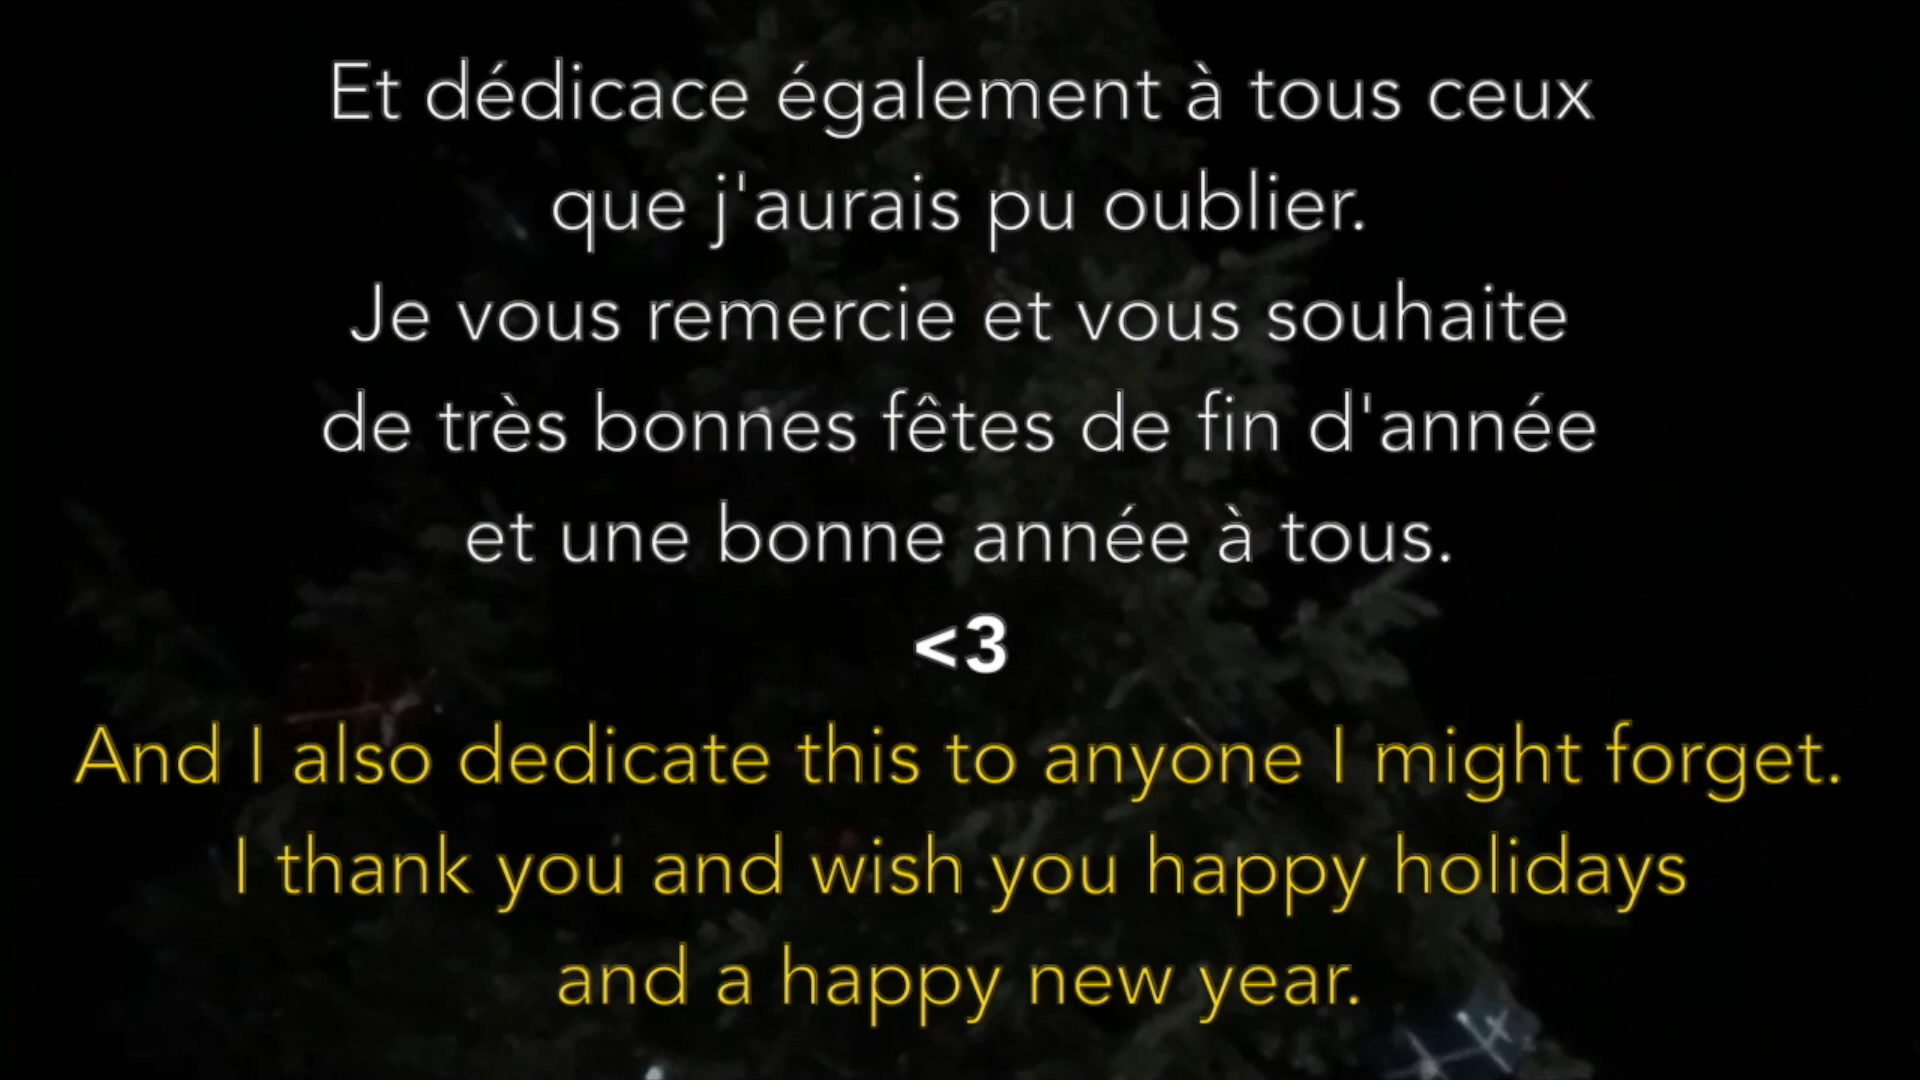 Et dédicace également à tous ceux
que j'aurais pu oublier.
Je vous remercie et vous souhaite
de très bonnes fêtes de fin d'année
et une bonne année à tous.
<3
And I also dedicate this to anyone I might forget.
I thank you and wish you happy holidays
and a happy new year.